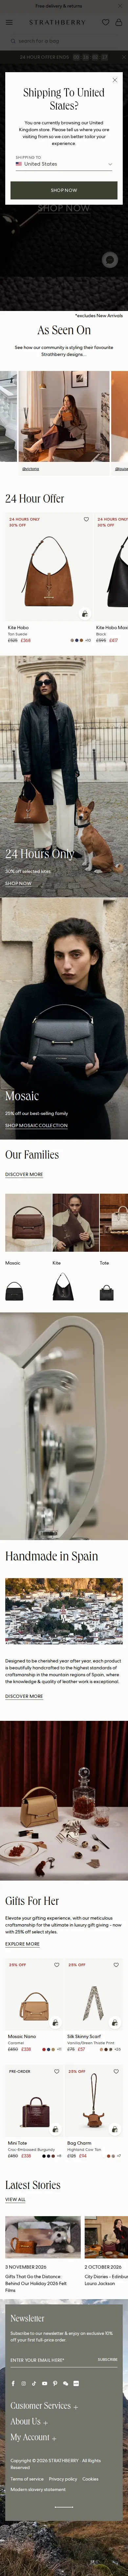 Free delivery & returns
STRATHBERRY
search for a bag
24 HOTER OFFER ENDS
Shipping To United
States?
You are currently browsing our United
Kingdom store. Please tell us where you are
visiting from so we can tailor your
experience:
SHIPPING TO
United States
SHOP NOW
SHOP NOW
*excludes New Arrivals
As Seen On
See how our community is styling their favourite
Strathberry designs...
24 Hour Offer
24 HOURS ONLY
30% OFF
24 HOURS ONLY
30% OFF
Kite Hobo
Tan Suede
Kite Hobo
Black
24 Hours Only
30% off selected kites.
SHOP NOW
Mosaic
25% off our best-selling family
SHOP MOSAIC COLLECTION
Our Families
DISCOVER MORE
Mosaic
Kite
Tote
Handmade in Spain
Designed to be cherished year after year, each product
is beautifully handcrafted to the highest standards of
craftsmanship in the mountain regions of Spain, where
the knowledge & quality of leather work is exceptional.
DISCOVER MORE
Gifts For Her
Elevate your gifting experience, with our meticulous
craftsmanship for the ultimate in luxury gift giving - now
with 25% off select styles.
EXPLORE MORE
25% OFF
25% OFF
Mosaic Nano
Caramel
Silk Skinny Scarf
Vanilla/Green Thistle Print
PRE-ORDER
25% OFF
Mini Tote
Croc-Embossed Burgundy
Bag Charm
Highland Cow Tan
Latest Stories
VIEW ALL
3 NOVEMBER 2026
Gifts That Go the Distance:
Behind Our Holiday 2026 Felt
Films
2 OCTOBER 2026
City Diaries - Edinburgh
Laura Jackson
Newsletter
Subscribe to our newsletter & enjoy an exclusive 10%
off your first full-price order.
ENTER YOUR EMAIL HERE*
SUBSCRIBE
Customer Services +
About Us +
My Account +
Copyright © 2026 STRATHBERRY . All Rights
Reserved
Terms of service
Privacy policy
Cookies
Modern slavery statement